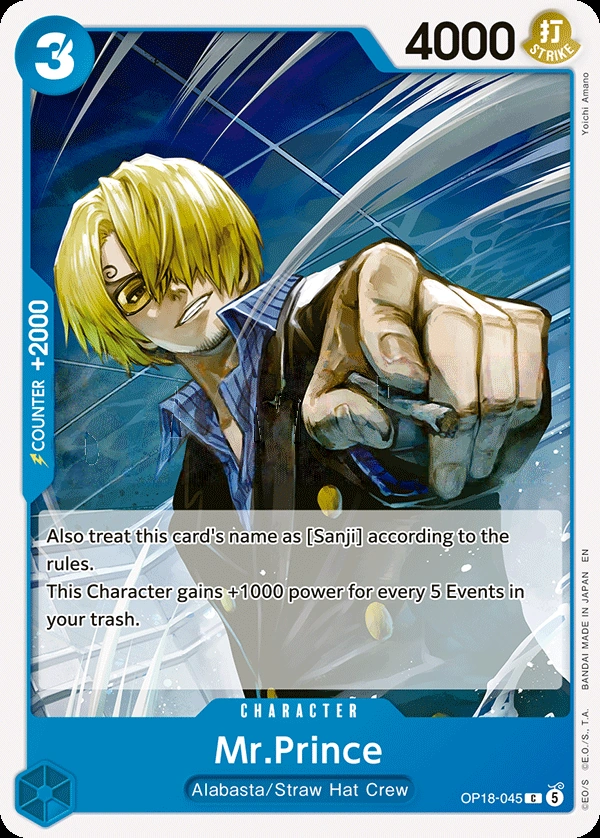 3
4000
打
STRIKE
Yoichi Amano
COUNTER +2000
Also treat this card's name as [Sanji] according to the
rules.
This Character gains +1000 power for every 5 Events in
your trash.
CHARACTER
Mr.Prince
Alabasta/Straw Hat Crew
OP18-045 C 5
©EO/S ©E.O./S., T.A. BANDAI MADE IN JAPAN EN